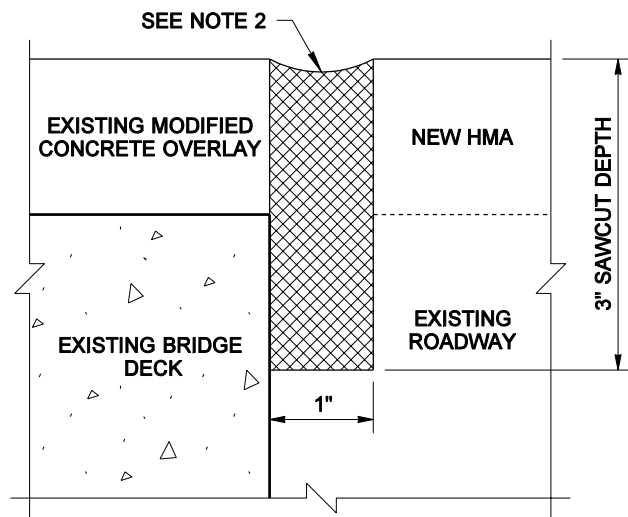 SEE NOTE 2
EXISTING MODIFIED
CONCRETE OVERLAY
NEW HMA
3" SAWCUT DEPTH
EXISTING BRIDGE
DECK
EXISTING
ROADWAY
1"